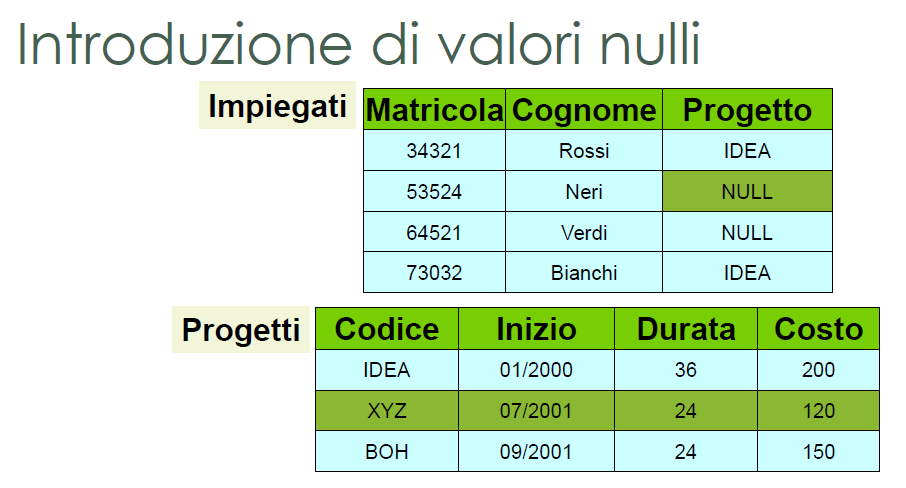 Introduzione di valori nulli
Impiegati
Matricola Cognome Progetto
34321 Rossi IDEA
53524 Neri NULL
64521 Verdi NULL
73032 Bianchi IDEA
Progetti
Codice Inizio Durata Costo
IDEA 01/2000 36 200
XYZ 07/2001 24 120
BOH 09/2001 24 150